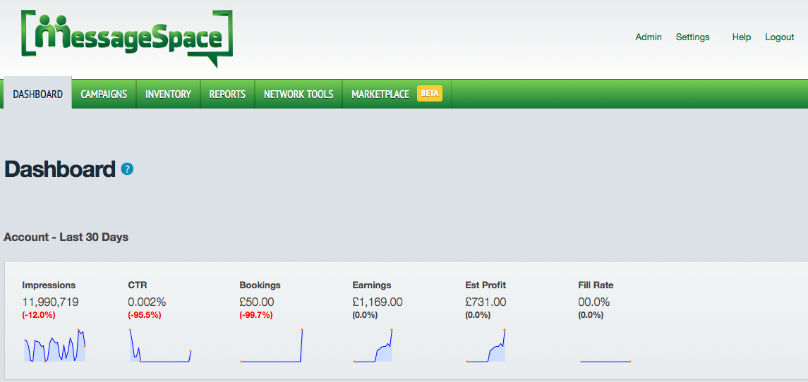 MessageSpace
Admin Settings Help Logout
DASHBOARD CAMPAIGNS INVENTORY REPORTS NETWORK TOOLS MARKETPLACE BETA
Dashboard ?
Account - Last 30 Days
Impressions CTR Bookings Earnings Est Profit Fill Rate
11,990,719 0.002% £50.00 £1,169.00 £731.00 00.0%
(-12.0%) (-95.5%) (-99.7%) (0.0%) (0.0%) (0.0%)